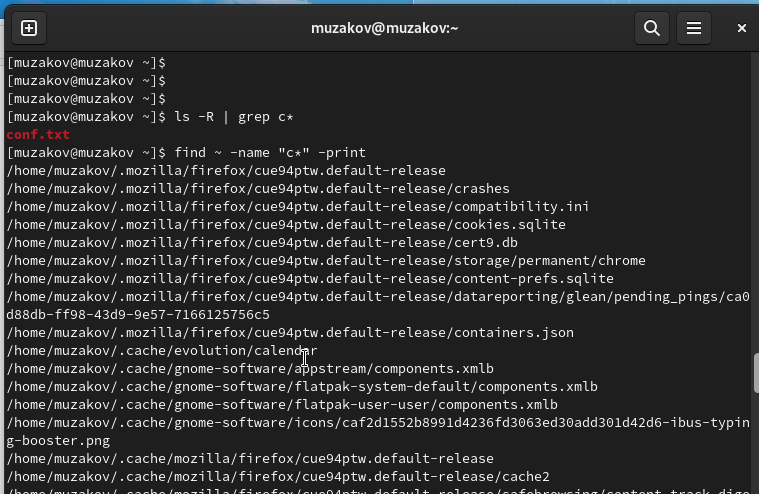 muzakov@muzakov:~
[muzakov@muzakov ~]$
[muzakov@muzakov ~]$
[muzakov@muzakov ~]$
[muzakov@muzakov ~]$ ls -R | grep c*
conf.txt
[muzakov@muzakov ~]$ find ~ -name "c*" -print
/home/muzakov/.mozilla/firefox/cue94ptw.default-release
/home/muzakov/.mozilla/firefox/cue94ptw.default-release/crashes
/home/muzakov/.mozilla/firefox/cue94ptw.default-release/compatibility.ini
/home/muzakov/.mozilla/firefox/cue94ptw.default-release/cookies.sqlite
/home/muzakov/.mozilla/firefox/cue94ptw.default-release/cert9.db
/home/muzakov/.mozilla/firefox/cue94ptw.default-release/storage/permanent/chrome
/home/muzakov/.mozilla/firefox/cue94ptw.default-release/content-prefs.sqlite
/home/muzakov/.mozilla/firefox/cue94ptw.default-release/datareporting/glean/pending_pings/ca0
d88db-ff98-43d9-9e57-7166125756c5
/home/muzakov/.mozilla/firefox/cue94ptw.default-release/containers.json
/home/muzakov/.cache/evolution/calendar
/home/muzakov/.cache/gnome-software/appstream/components.xmlb
/home/muzakov/.cache/gnome-software/flatpak-system-default/components.xmlb
/home/muzakov/.cache/gnome-software/flatpak-user-user/components.xmlb
/home/muzakov/.cache/gnome-software/icons/caf2d1552b8991d4236fd3063ed30add301d42d6-ibus-typin
g-booster.png
/home/muzakov/.cache/mozilla/firefox/cue94ptw.default-release
/home/muzakov/.cache/mozilla/firefox/cue94ptw.default-release/cache2